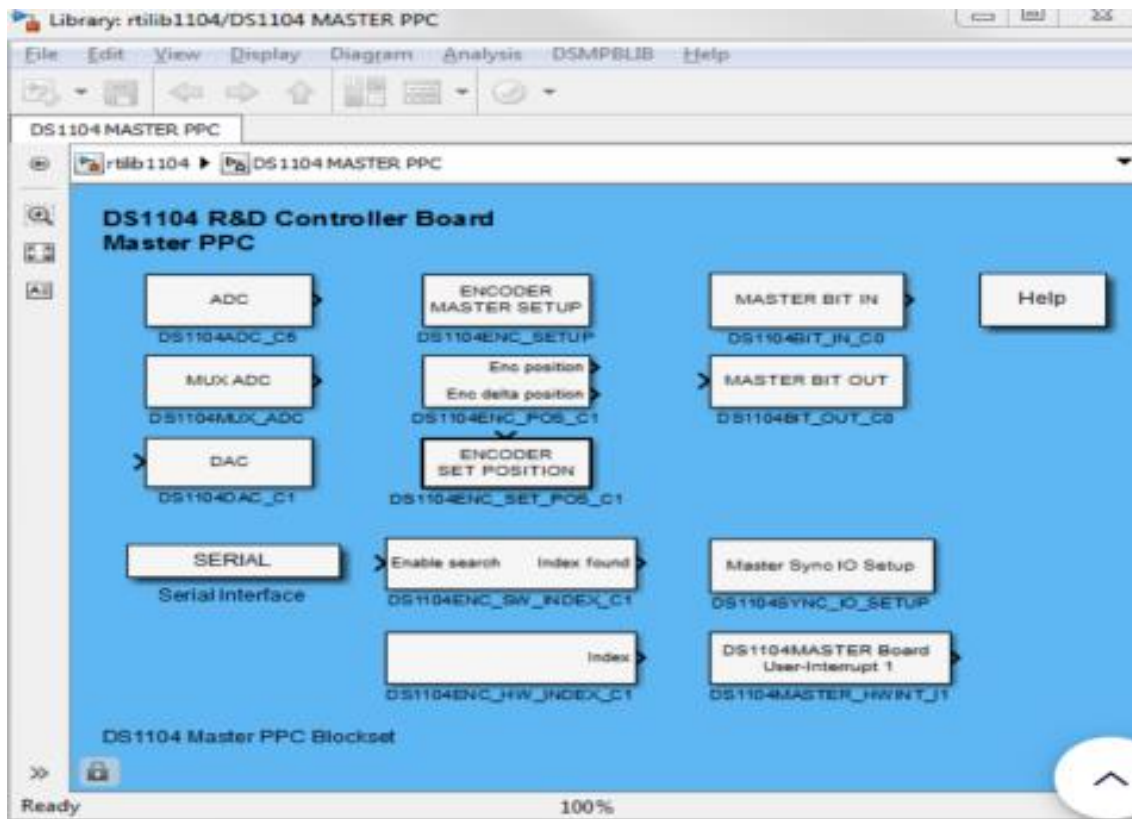 Library: rtilib1104/DS1104 MASTER PPC
File Edit View Display Diagram Analysis DSMPBLIB Help
DS1104 MASTER PPC
rtilib1104 DS1104 MASTER PPC
DS1104 R&D Controller Board
Master PPC
ADC
DS1104ADC_C5
ENCODER
MASTER SETUP
DS1104ENC_SETUP
MASTER BIT IN
DS1104BIT_IN_C0
Help
MUX ADC
DS1104MUX_ADC
Enc position
Enc delta position
DS1104ENC_POS_C1
MASTER BIT OUT
DS1104BIT_OUT_C0
DAC
DS1104DAC_C1
ENCODER
SET POSITION
DS1104ENC_SET_POS_C1
SERIAL
Serial Interface
Enable search Index found
DS1104ENC_SW_INDEX_C1
Master Sync IO Setup
DS1104SYNC_IO_SETUP
Index
DS1104ENC_HW_INDEX_C1
DS1104MASTER Board
User-Interrupt 1
DS1104MASTER_HWINT_I1
DS1104 Master PPC Blockset
Ready 100%